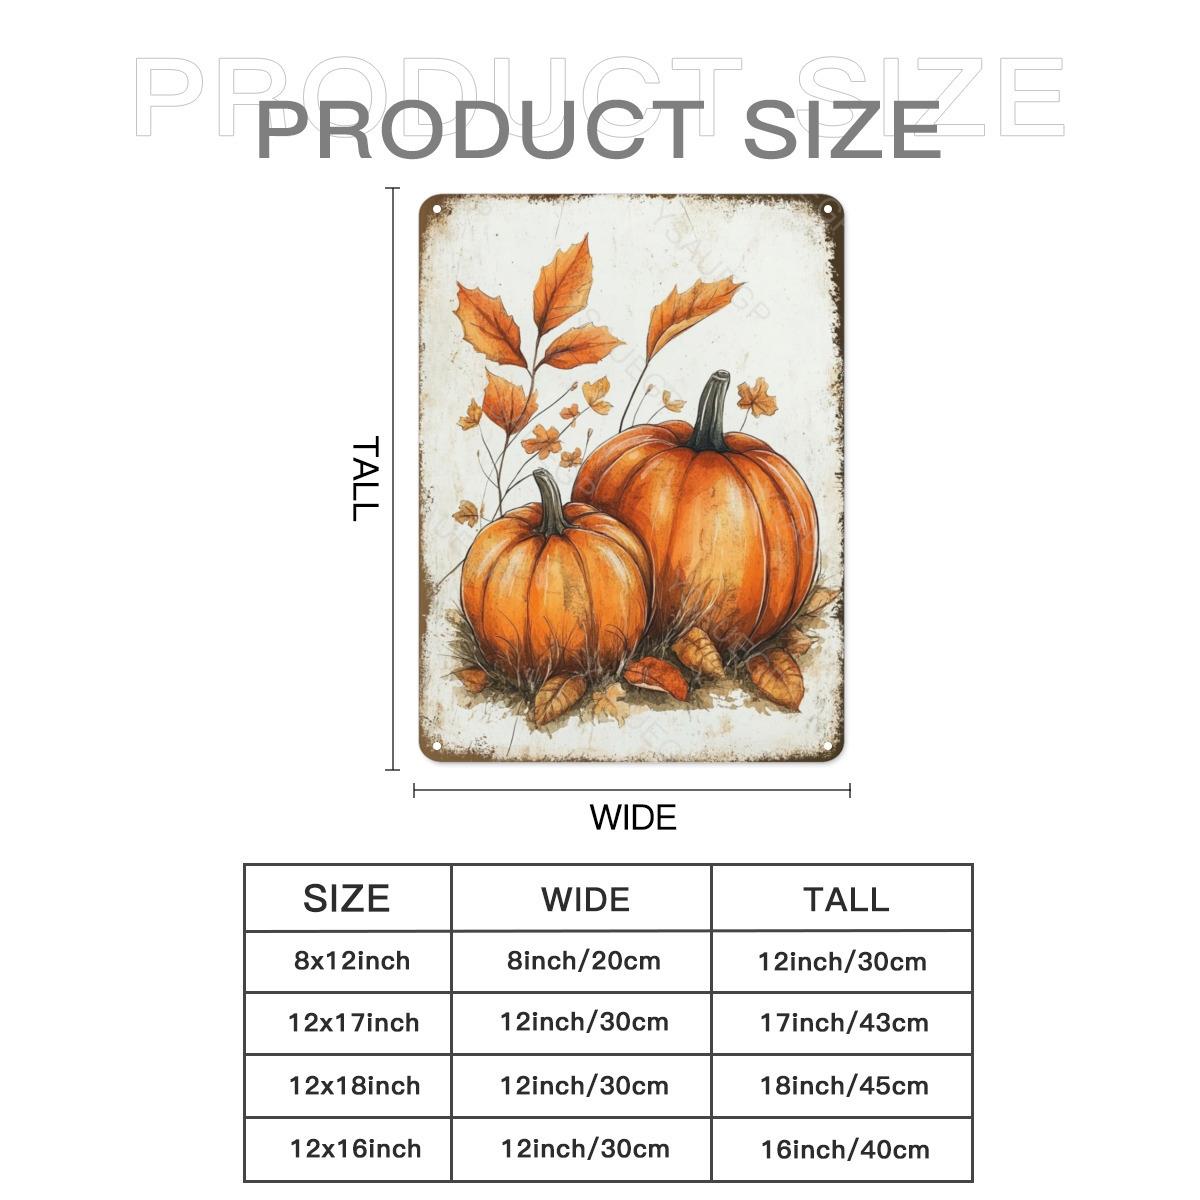 PRODUCT SIZE
PRODUCT SIZE
TALL
WIDE
SIZE WIDE TALL
8x12inch 8inch/20cm 12inch/30cm
12x17inch 12inch/30cm 17inch/43cm
12x18inch 12inch/30cm 18inch/45cm
12x16inch 12inch/30cm 16inch/40cm